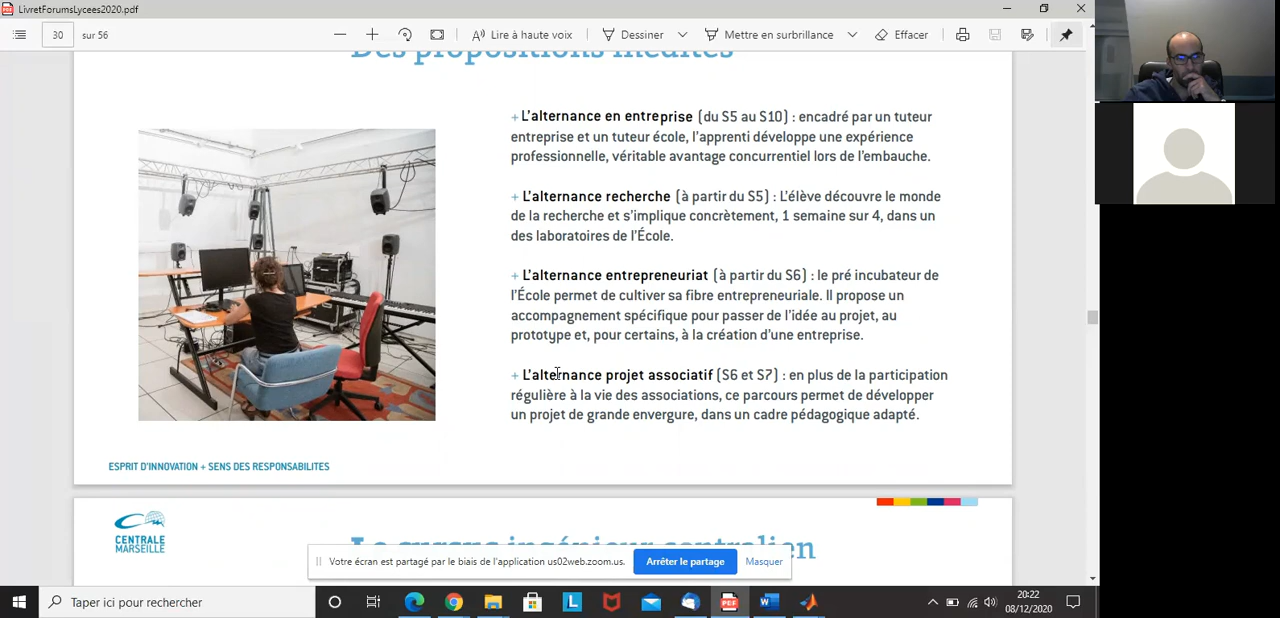 LivretForumsLycees2020.pdf
30 sur 56
Lire à haute voix
Dessiner
Mettre en surbrillance
Effacer
Des propositions inédites
+ L'alternance en entreprise (du S5 au S10) : encadré par un tuteur
entreprise et un tuteur école, l'apprenti développe une expérience
professionnelle, véritable avantage concurrentiel lors de l'embauche.
+ L'alternance recherche (à partir du S5) : L'élève découvre le monde
de la recherche et s'implique concrètement, 1 semaine sur 4, dans un
des laboratoires de l'École.
+ L'alternance entrepreneuriat (à partir du S6) : le pré incubateur de
l'École permet de cultiver sa fibre entrepreneuriale. Il propose un
accompagnement spécifique pour passer de l'idée au projet, au
prototype et, pour certains, à la création d'une entreprise.
+ L'alternance projet associatif (S6 et S7) : en plus de la participation
régulière à la vie des associations, ce parcours permet de développer
un projet de grande envergure, dans un cadre pédagogique adapté.
ESPRIT D'INNOVATION + SENS DES RESPONSABILITES
CENTRALE
MARSEILLE
Le cursus ingénieur centralien
Votre écran est partagé par le biais de l'application us02web.zoom.us.
Arrêter le partage
Masquer
Taper ici pour rechercher
20:22
08/12/2020